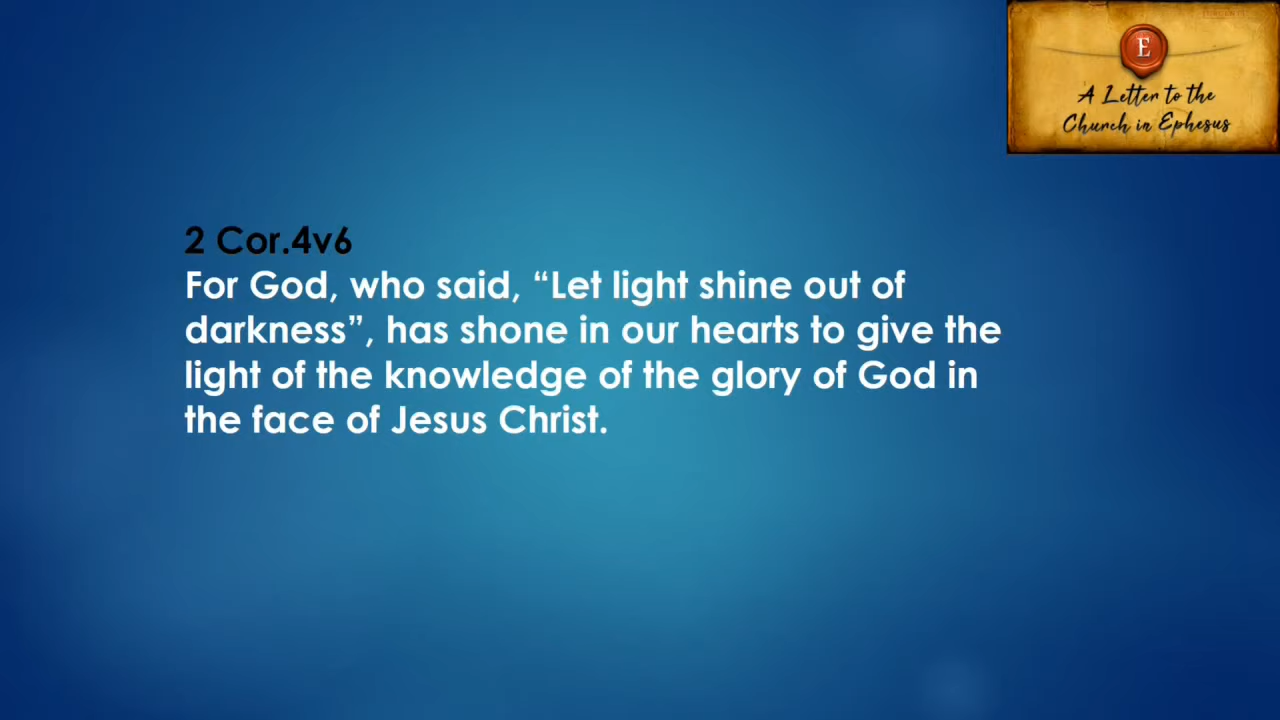 E
A Letter to the
Church in Ephesus
2 Cor.4v6
For God, who said, “Let light shine out of
darkness”, has shone in our hearts to give the
light of the knowledge of the glory of God in
the face of Jesus Christ.